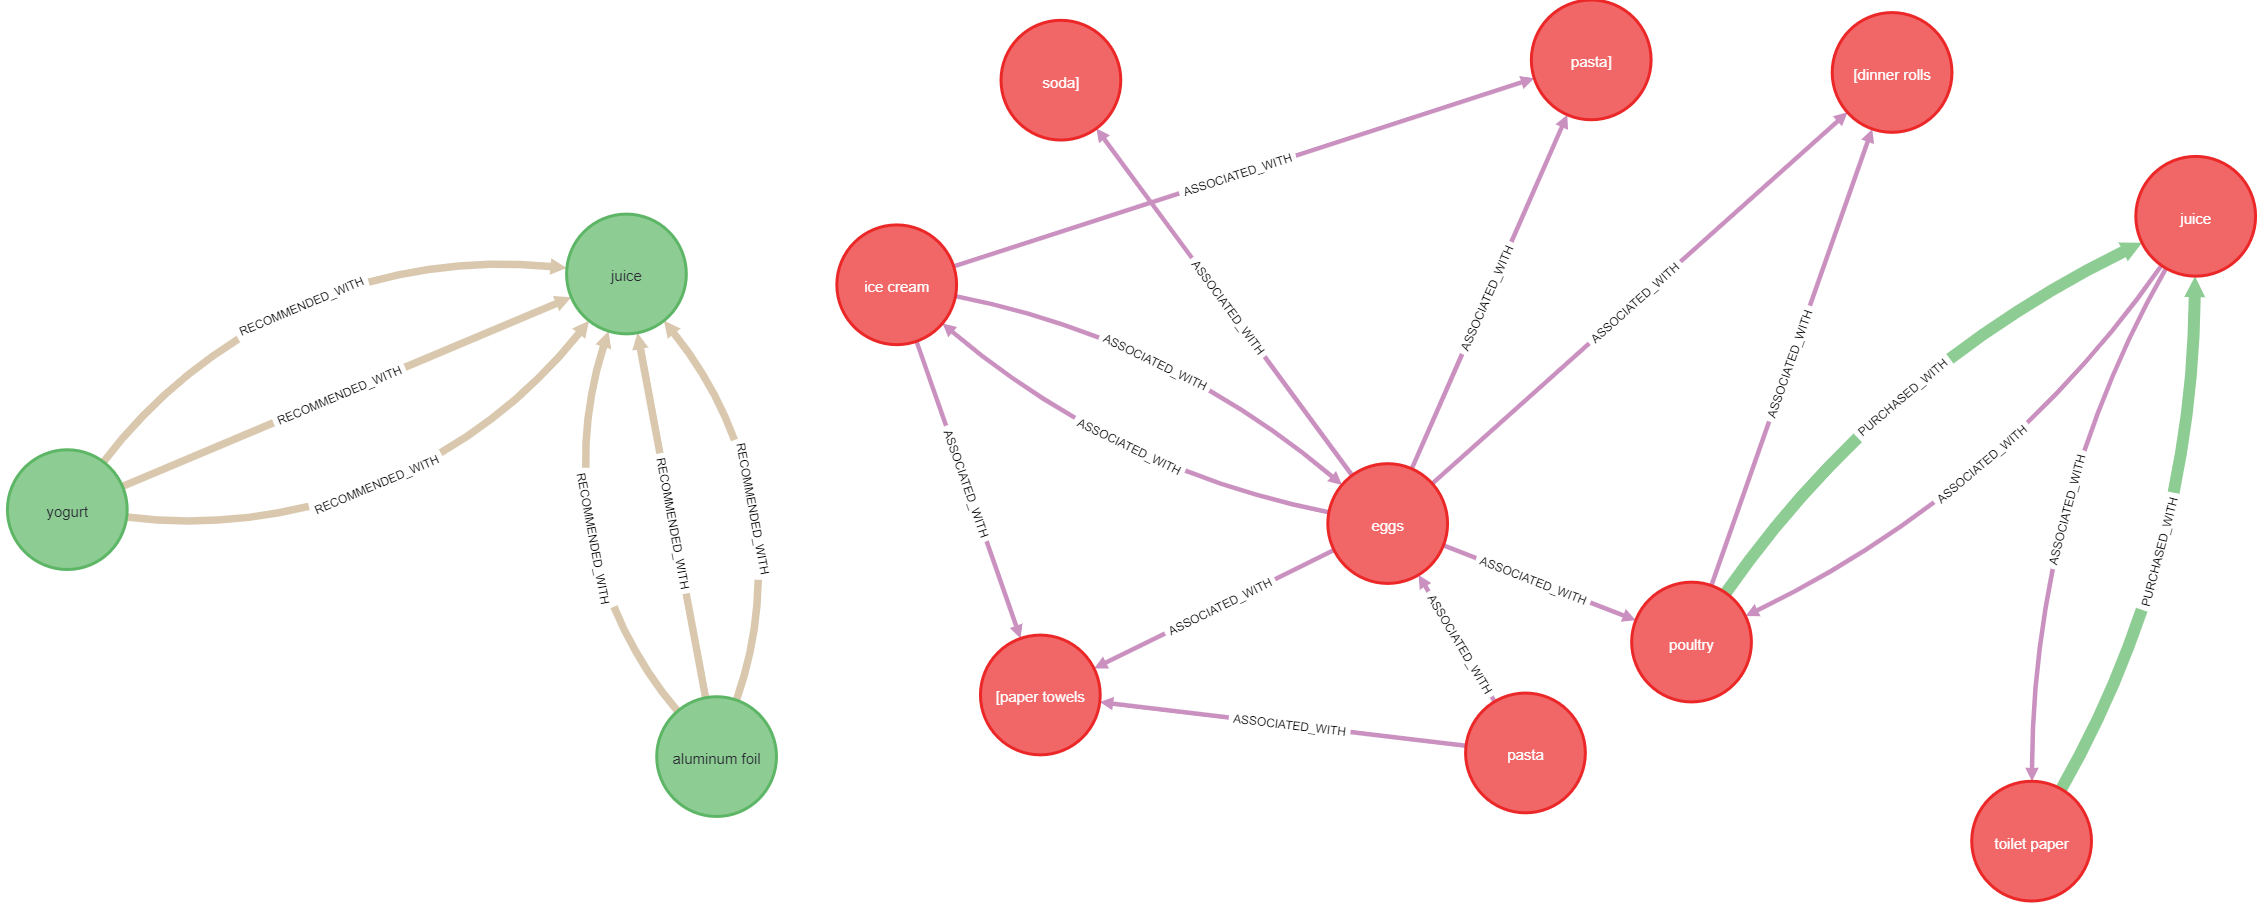 soda]
pasta]
[dinner rolls
juice
juice
ice cream
yogurt
eggs
poultry
[paper towels
pasta
aluminum foil
toilet paper
RECOMMENDED_WITH
RECOMMENDED_WITH
RECOMMENDED_WITH
RECOMMENDED_WITH
RECOMMENDED_WITH
RECOMMENDED_WITH
ASSOCIATED_WITH
ASSOCIATED_WITH
ASSOCIATED_WITH
ASSOCIATED_WITH
ASSOCIATED_WITH
ASSOCIATED_WITH
ASSOCIATED_WITH
ASSOCIATED_WITH
ASSOCIATED_WITH
ASSOCIATED_WITH
ASSOCIATED_WITH
ASSOCIATED_WITH
ASSOCIATED_WITH
ASSOCIATED_WITH
PURCHASED_WITH
PURCHASED_WITH